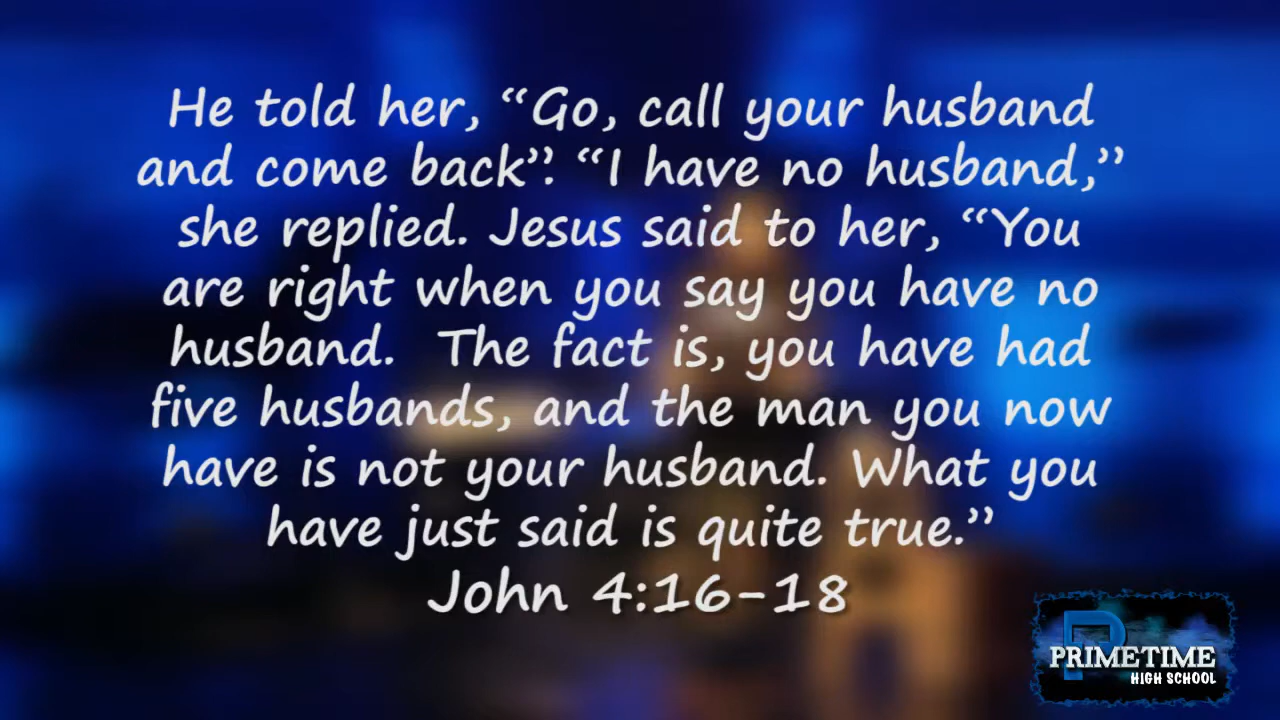 He told her, “Go, call your husband
and come back”. “I have no husband,”
she replied. Jesus said to her, “You
are right when you say you have no
husband.  The fact is, you have had
five husbands, and the man you now
have is not your husband. What you
have just said is quite true.”
John 4:16-18
P
PRIMETIME
HIGH SCHOOL